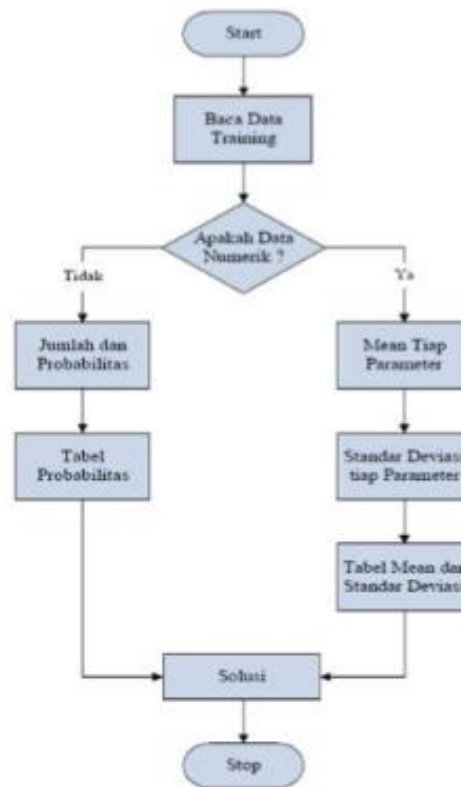 Start
Baca Data
Training
Apakah Data
Numerik ?
Tidak
Ya
Jumlah dan
Probabilitas
Mean Tiap
Parameter
Tabel
Probabilitas
Standar Deviasi
tiap Parameter
Tabel Mean dan
Standar Deviasi
Solusi
Stop